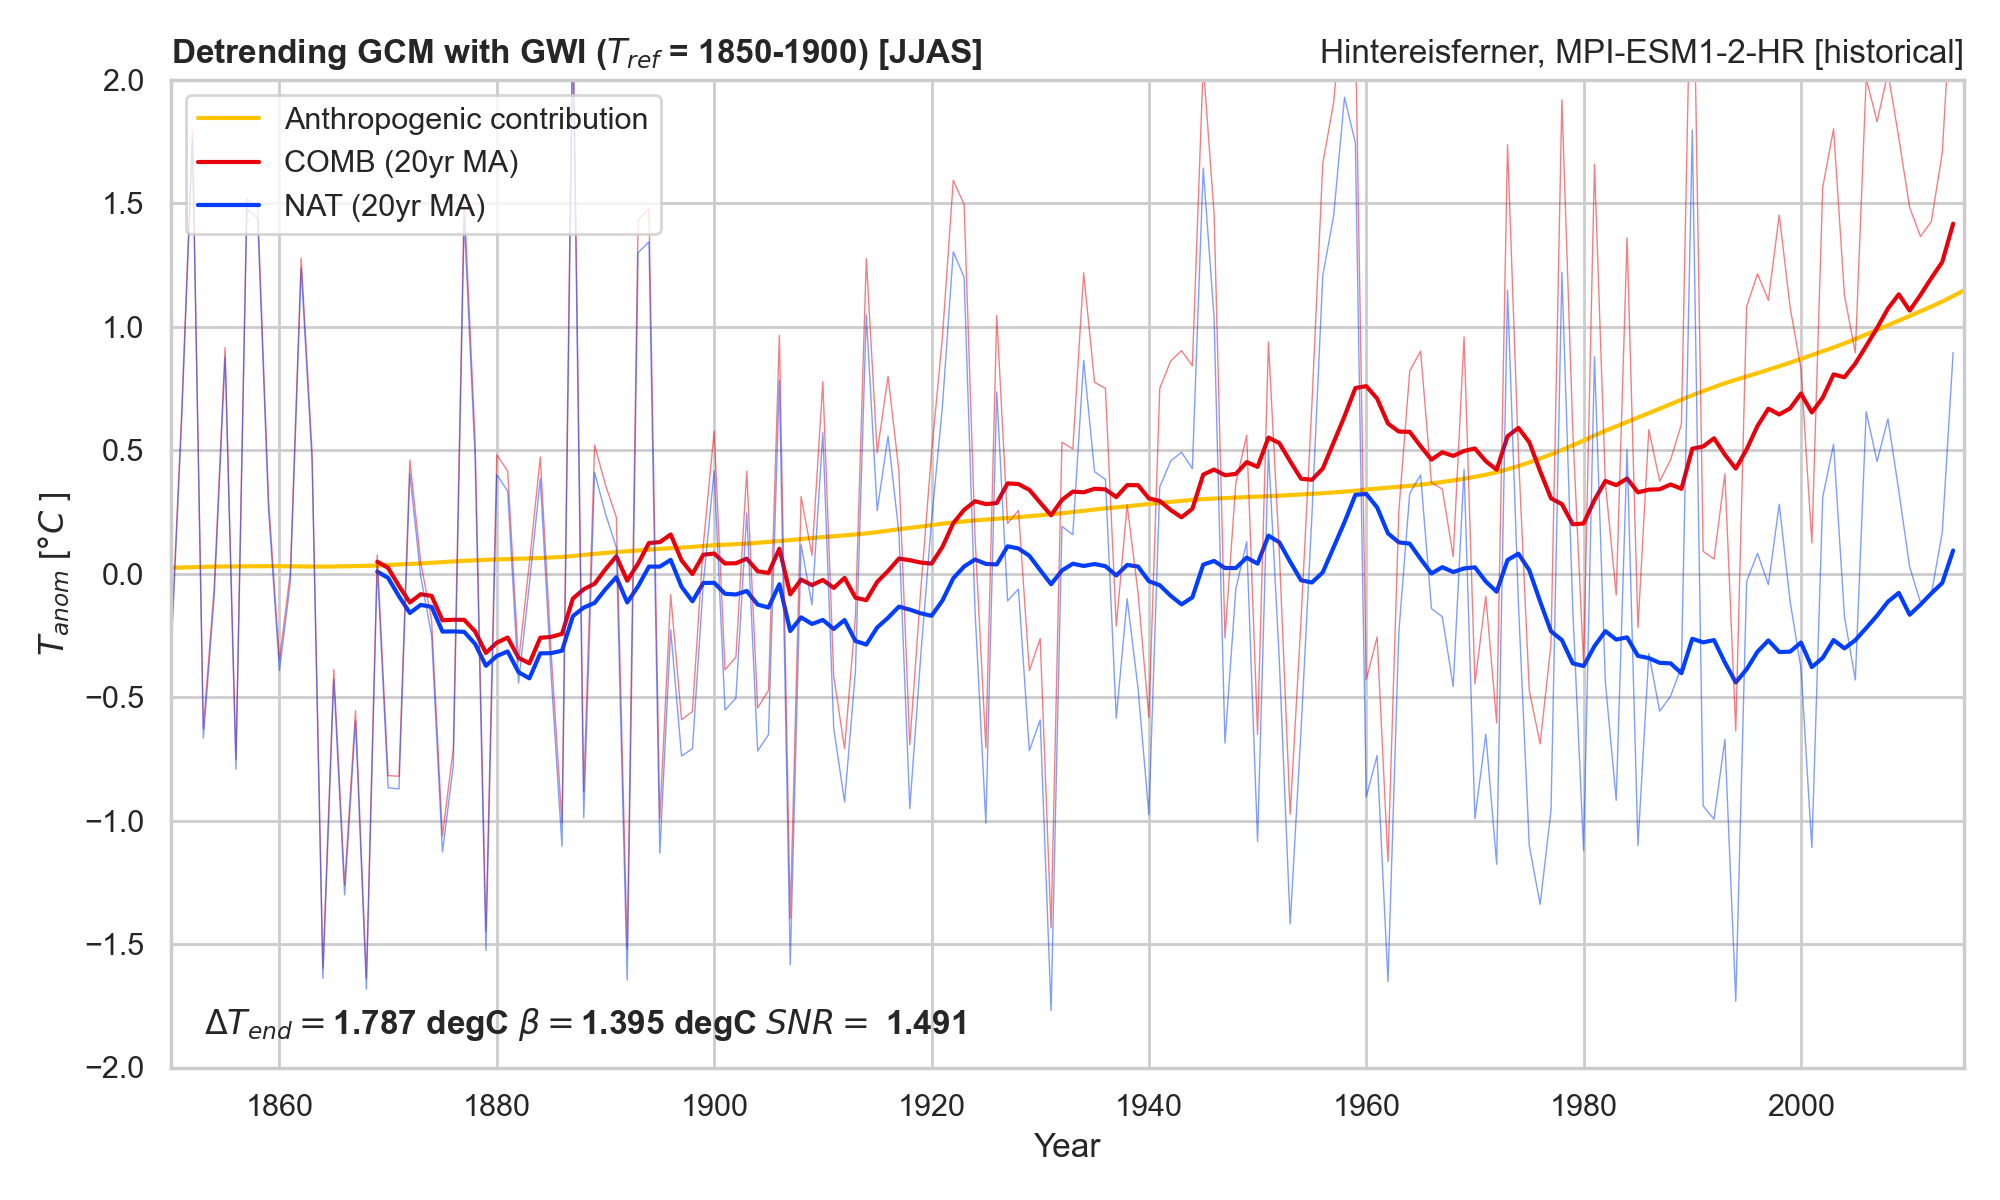 Detrending GCM with GWI (T_ref = 1850-1900) [JJAS]
Hintereisferner, MPI-ESM1-2-HR [historical]
2.0
1.5
1.0
0.5
0.0
−0.5
−1.0
−1.5
−2.0
T_anom [°C ]
Anthropogenic contribution
COMB (20yr MA)
NAT (20yr MA)
ΔT_end = 1.787 degC β = 1.395 degC SNR = 1.491
1860 1880 1900 1920 1940 1960 1980 2000
Year